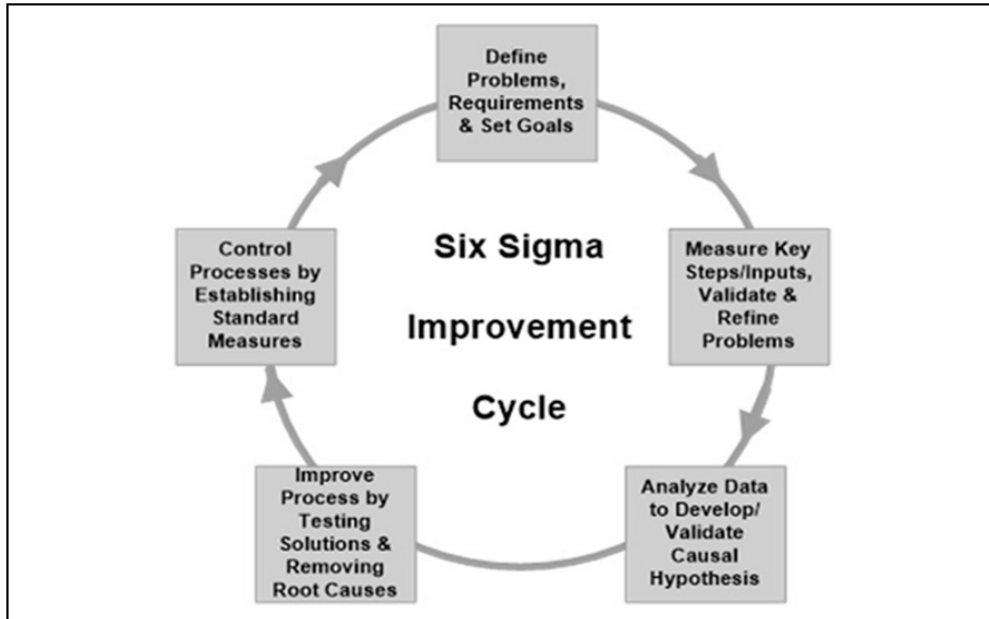 Define
Problems,
Requirements
& Set Goals
Six Sigma
Improvement
Cycle
Measure Key
Steps/Inputs,
Validate &
Refine
Problems
Analyze Data
to Develop/
Validate
Causal
Hypothesis
Improve
Process by
Testing
Solutions &
Removing
Root Causes
Control
Processes by
Establishing
Standard
Measures